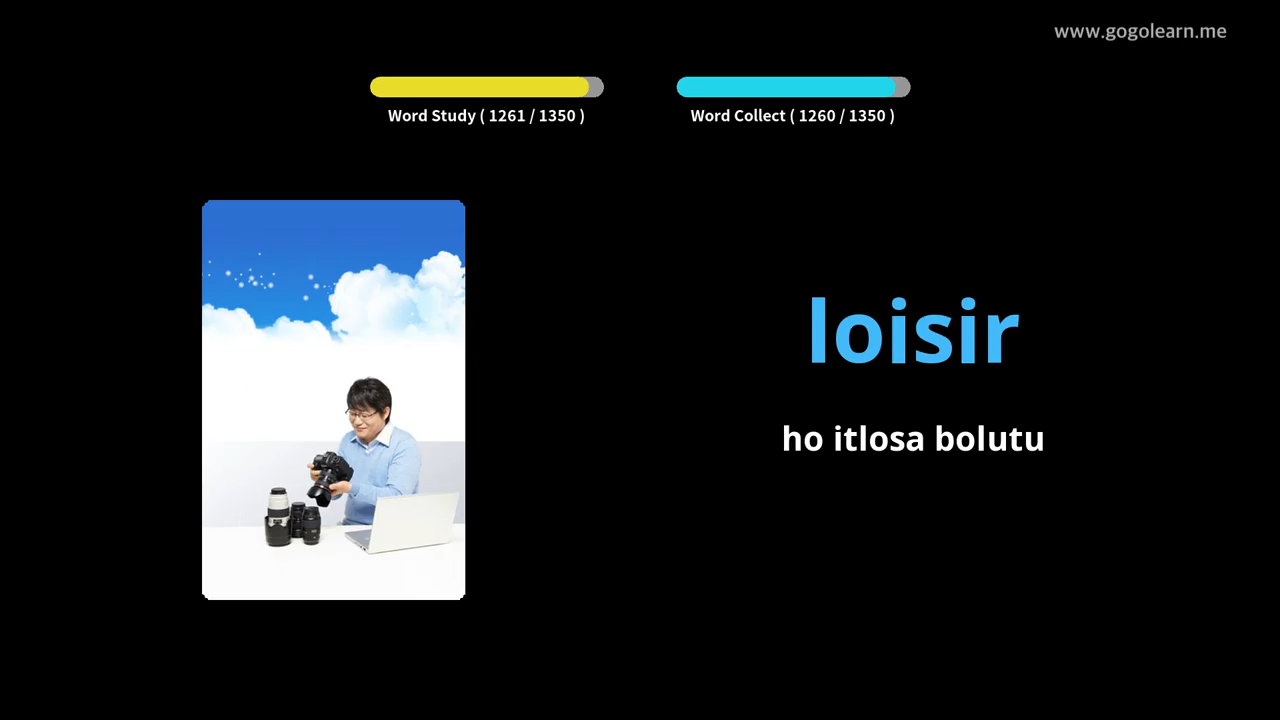 www.gogolearn.me
Word Study ( 1261 / 1350 )
Word Collect ( 1260 / 1350 )
loisir
ho itlosa bolutu